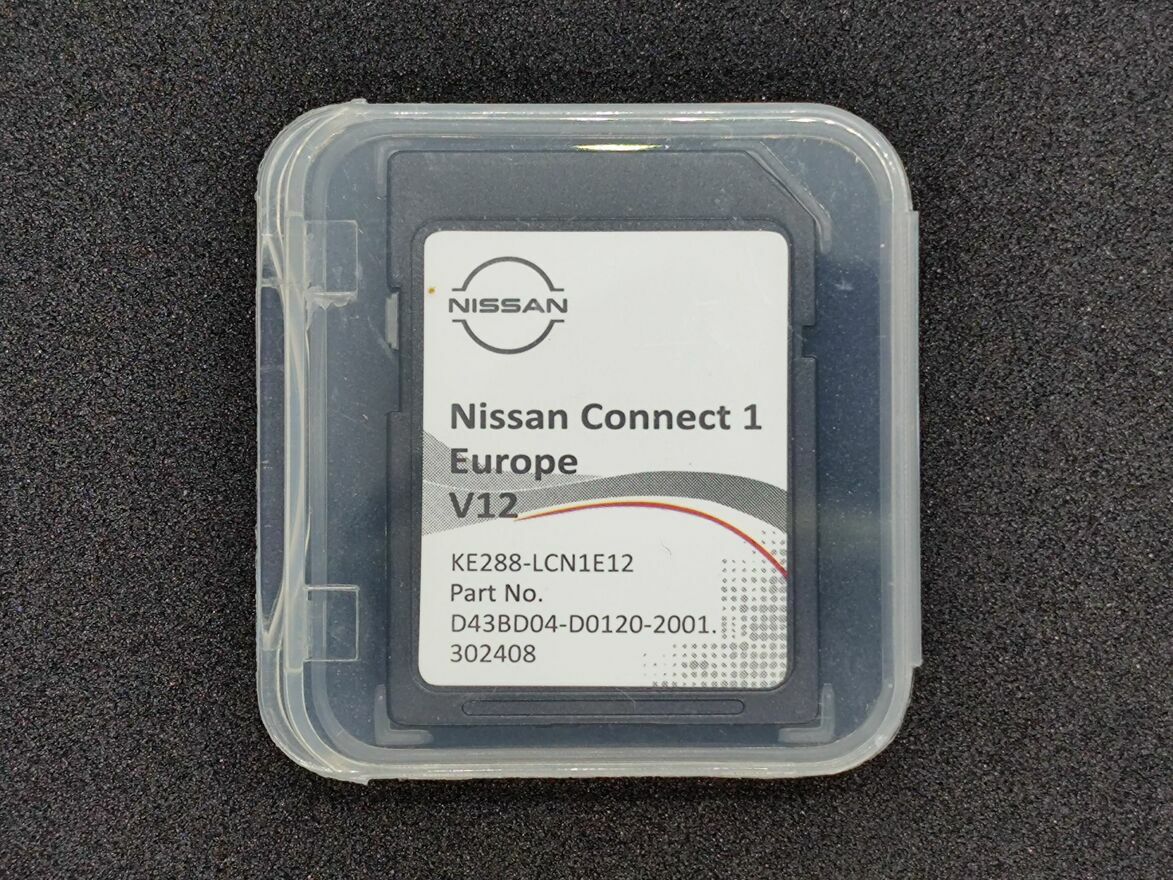 NISSAN
Nissan Connect 1
Europe
V12
KE288-LCN1E12
Part No.
D43BD04-D0120-2001.
302408